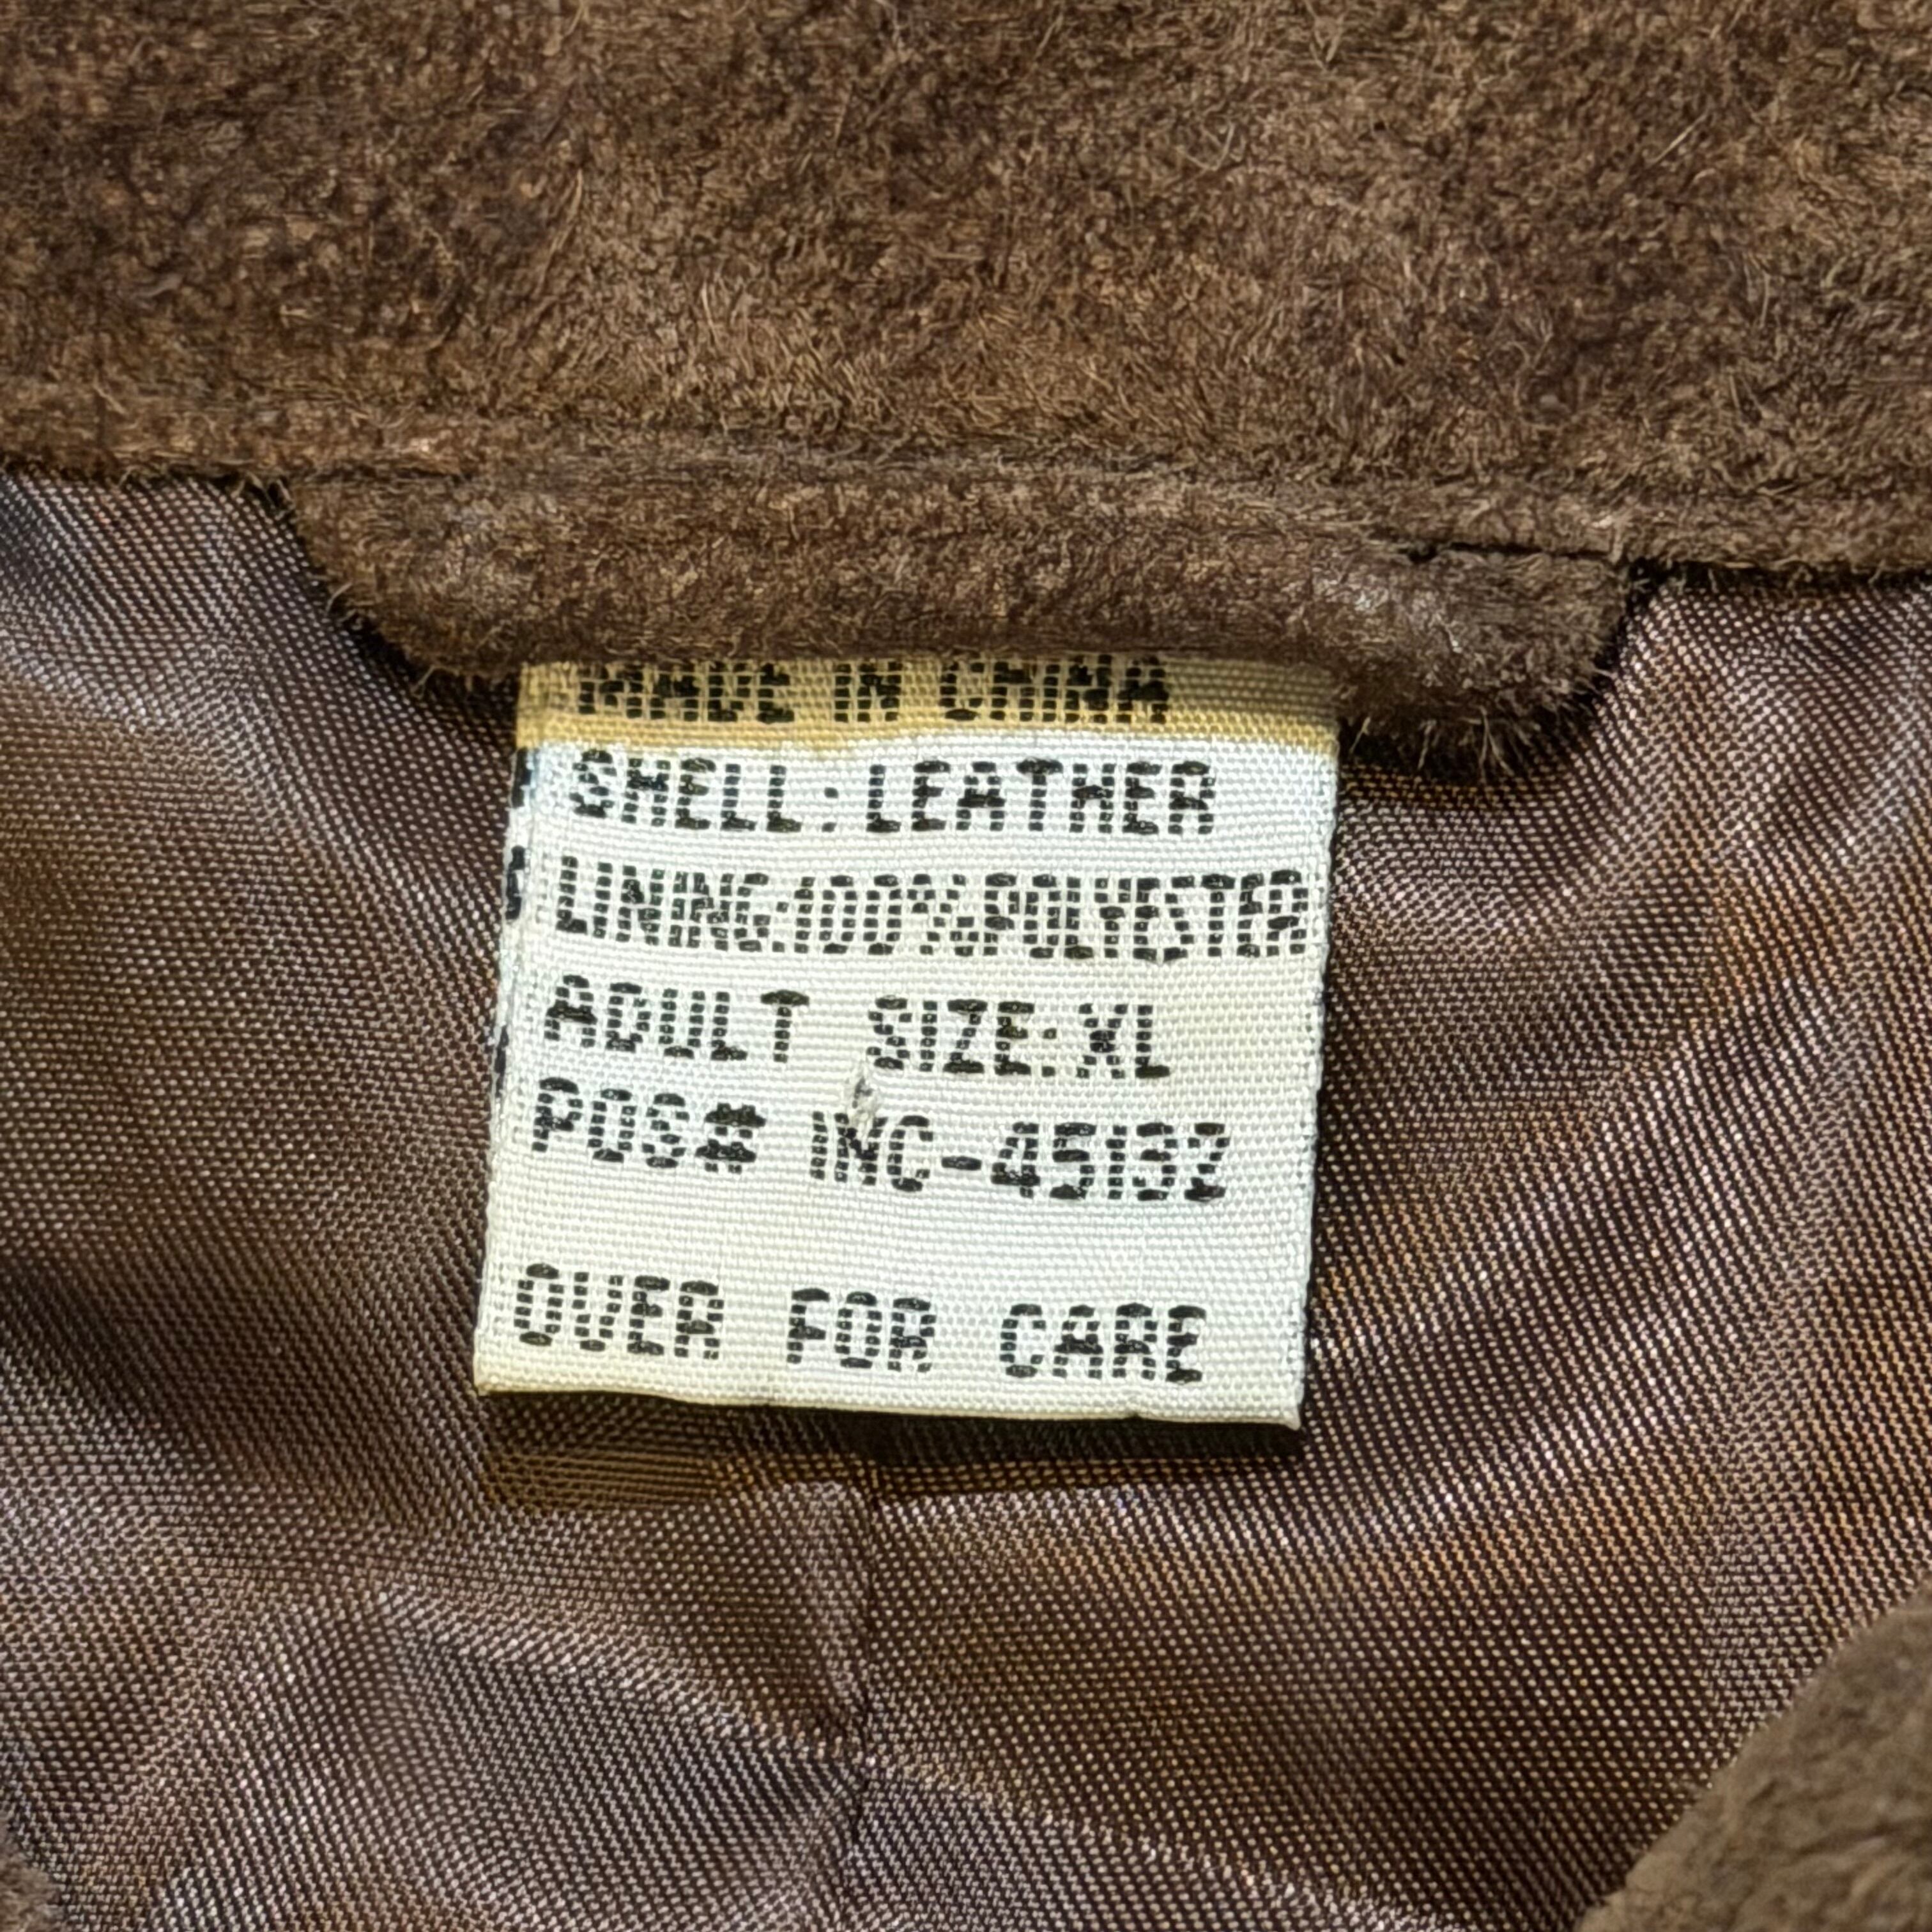 MADE IN CHINA
SHELL:LEATHER
LINING:100%POLYESTER
ADULT SIZE:XL
POS# INC-45132
OVER FOR CARE